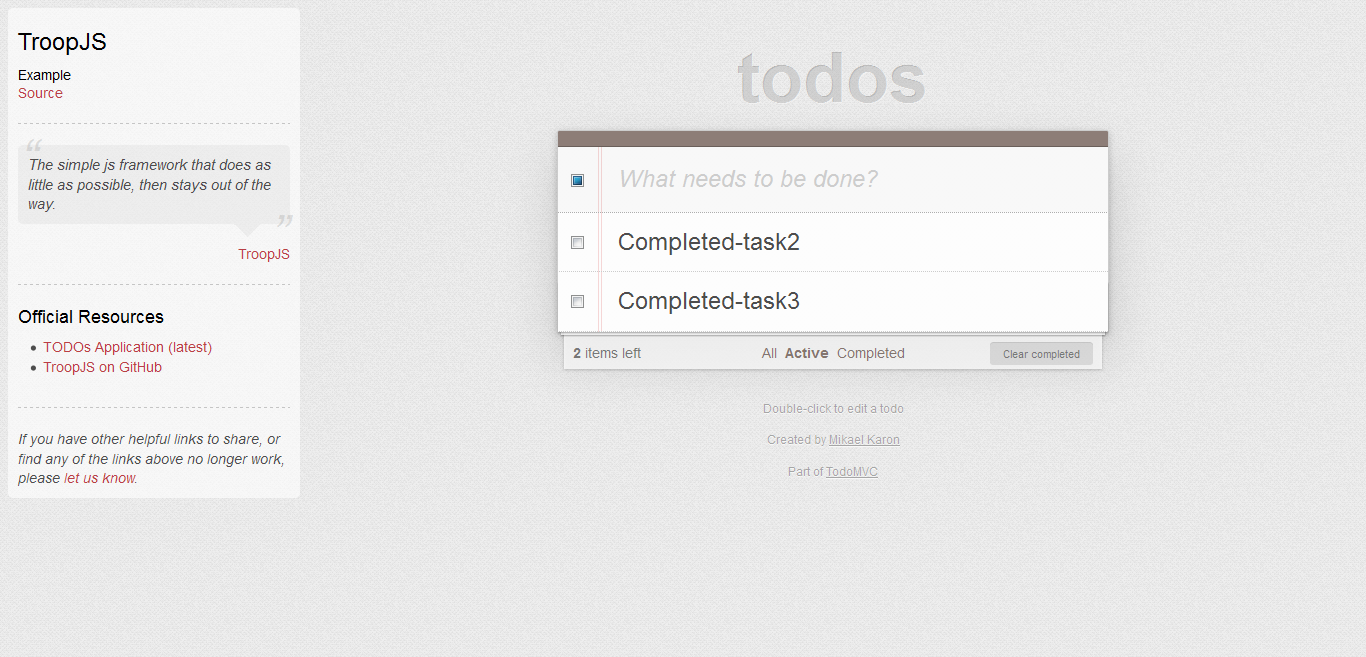 TroopJS
Example
Source
“
The simple js framework that does as
little as possible, then stays out of the
way.
”
TroopJS
Official Resources
TODOs Application (latest)
TroopJS on GitHub
If you have other helpful links to share, or
find any of the links above no longer work,
please let us know.
todos
What needs to be done?
Completed-task2
Completed-task3
2 items left All Active Completed Clear completed
Double-click to edit a todo
Created by Mikael Karon
Part of TodoMVC